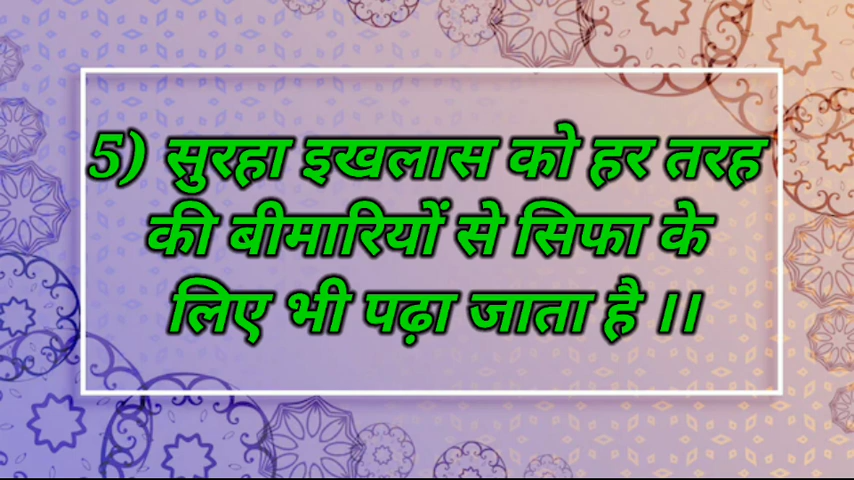 5) सुरहा इखलास को हर तरह
की बीमारियों से सिफा के
लिए भी पढ़ा जाता है ।।